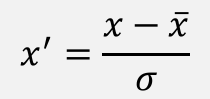 x′ = (x − x̄) / σ